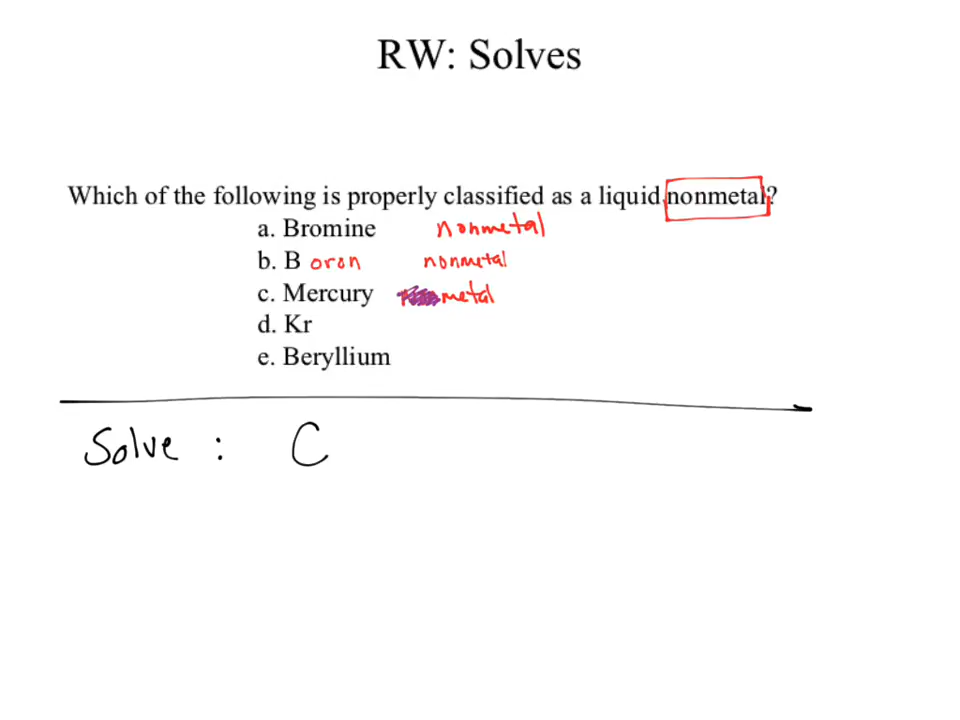 RW: Solves
Which of the following is properly classified as a liquid nonmetal?
a. Bromine nonmetal
b. B oron nonmetal
c. Mercury metal
d. Kr
e. Beryllium
Solve : C